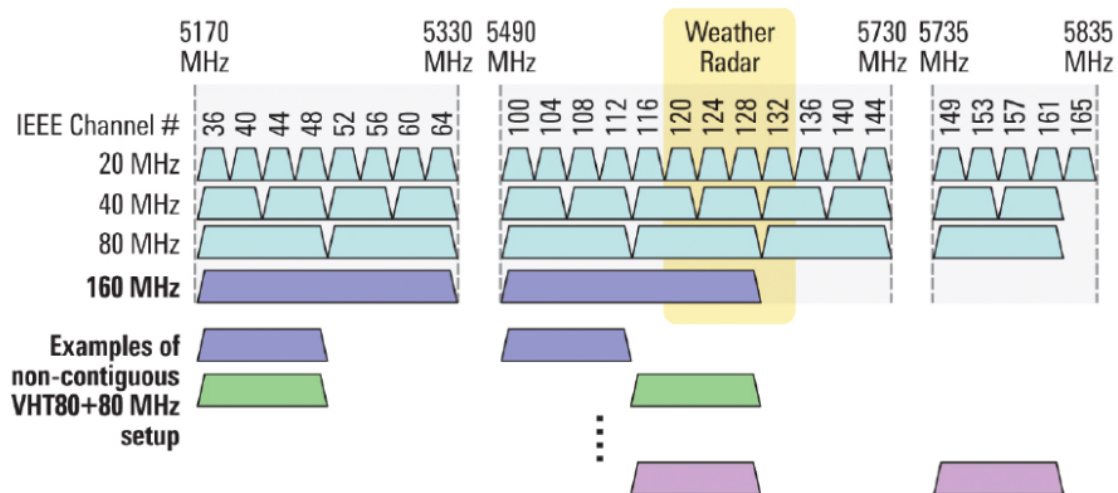 5170 MHz
5330 MHz
5490 MHz
Weather Radar
5730 MHz
5735 MHz
5835 MHz
IEEE Channel # 36 40 44 48 52 56 60 64 100 104 108 112 116 120 124 128 132 136 140 144 149 153 157 161 165
20 MHz
40 MHz
80 MHz
160 MHz
Examples of
non-contiguous
VHT80+80 MHz
setup